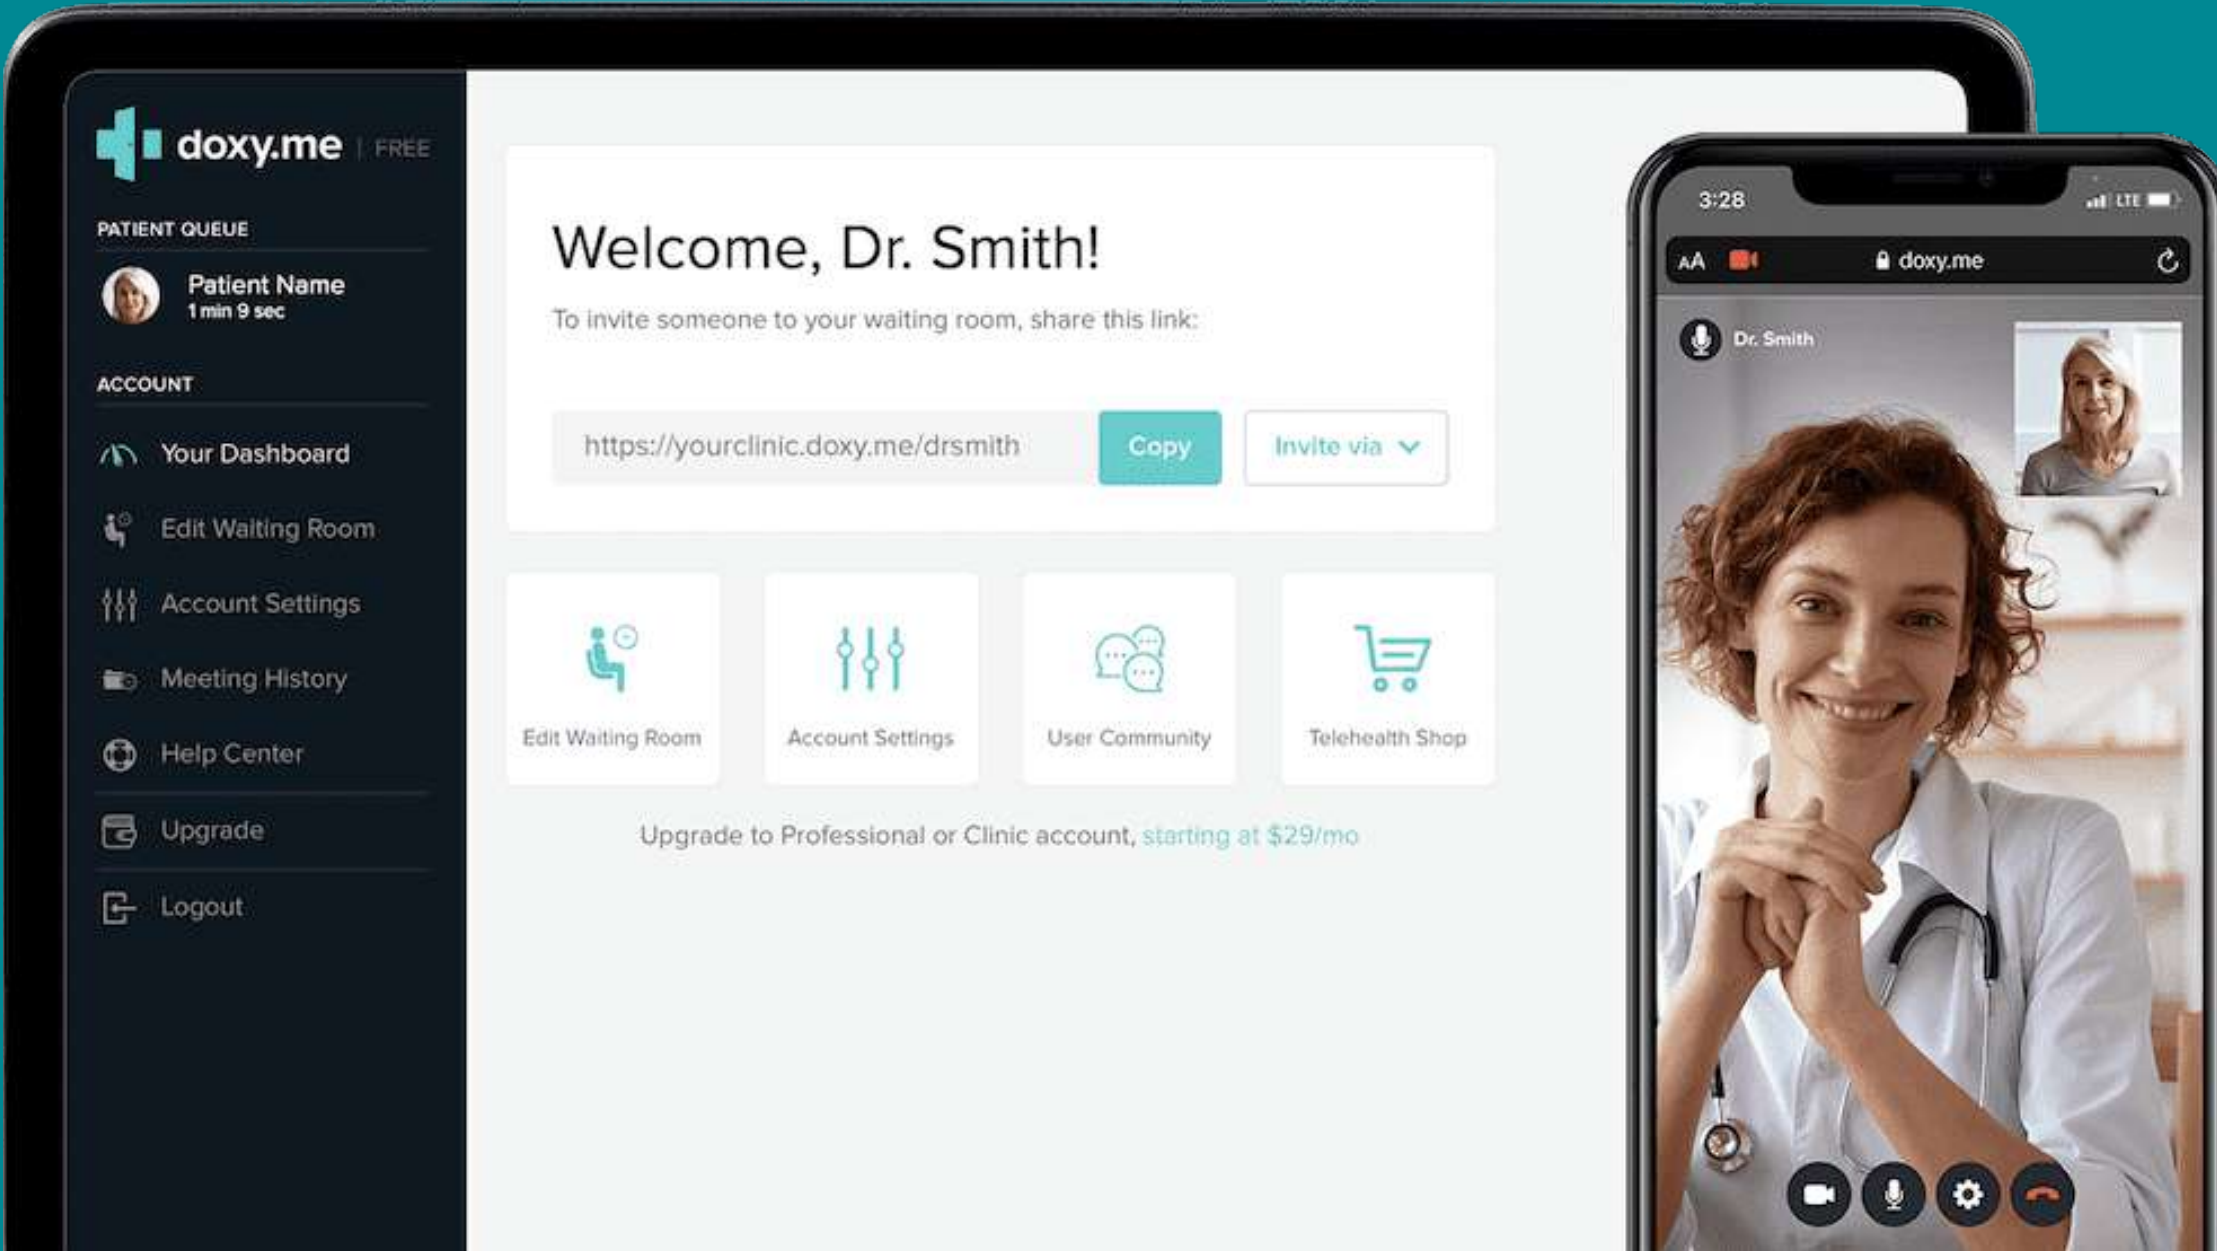 doxy.me | FREE
PATIENT QUEUE
Patient Name
1 min 9 sec
ACCOUNT
Your Dashboard
Edit Waiting Room
Account Settings
Meeting History
Help Center
Upgrade
Logout
Welcome, Dr. Smith!
To invite someone to your waiting room, share this link:
https://yourclinic.doxy.me/drsmith
Copy
Invite via
Edit Waiting Room
Account Settings
User Community
Telehealth Shop
Upgrade to Professional or Clinic account, starting at $29/mo
3:28
LTE
AA
doxy.me
Dr. Smith